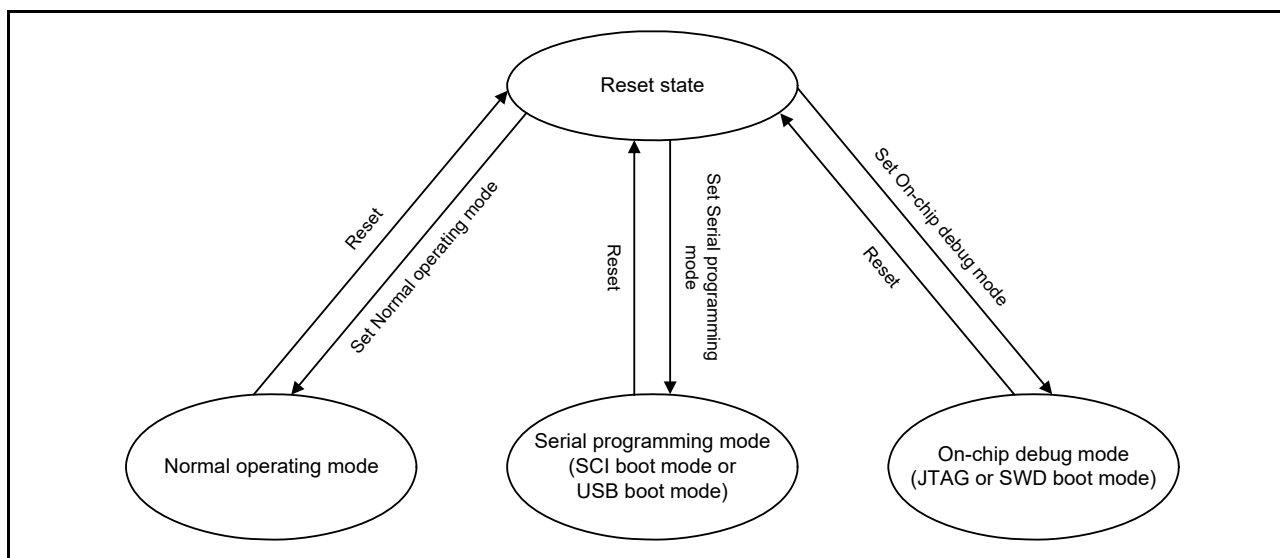 Reset state
Reset
Set Normal operating mode
Reset
Set Serial programming
mode
Set On-chip debug mode
Reset
Normal operating mode
Serial programming mode
(SCI boot mode or
USB boot mode)
On-chip debug mode
(JTAG or SWD boot mode)